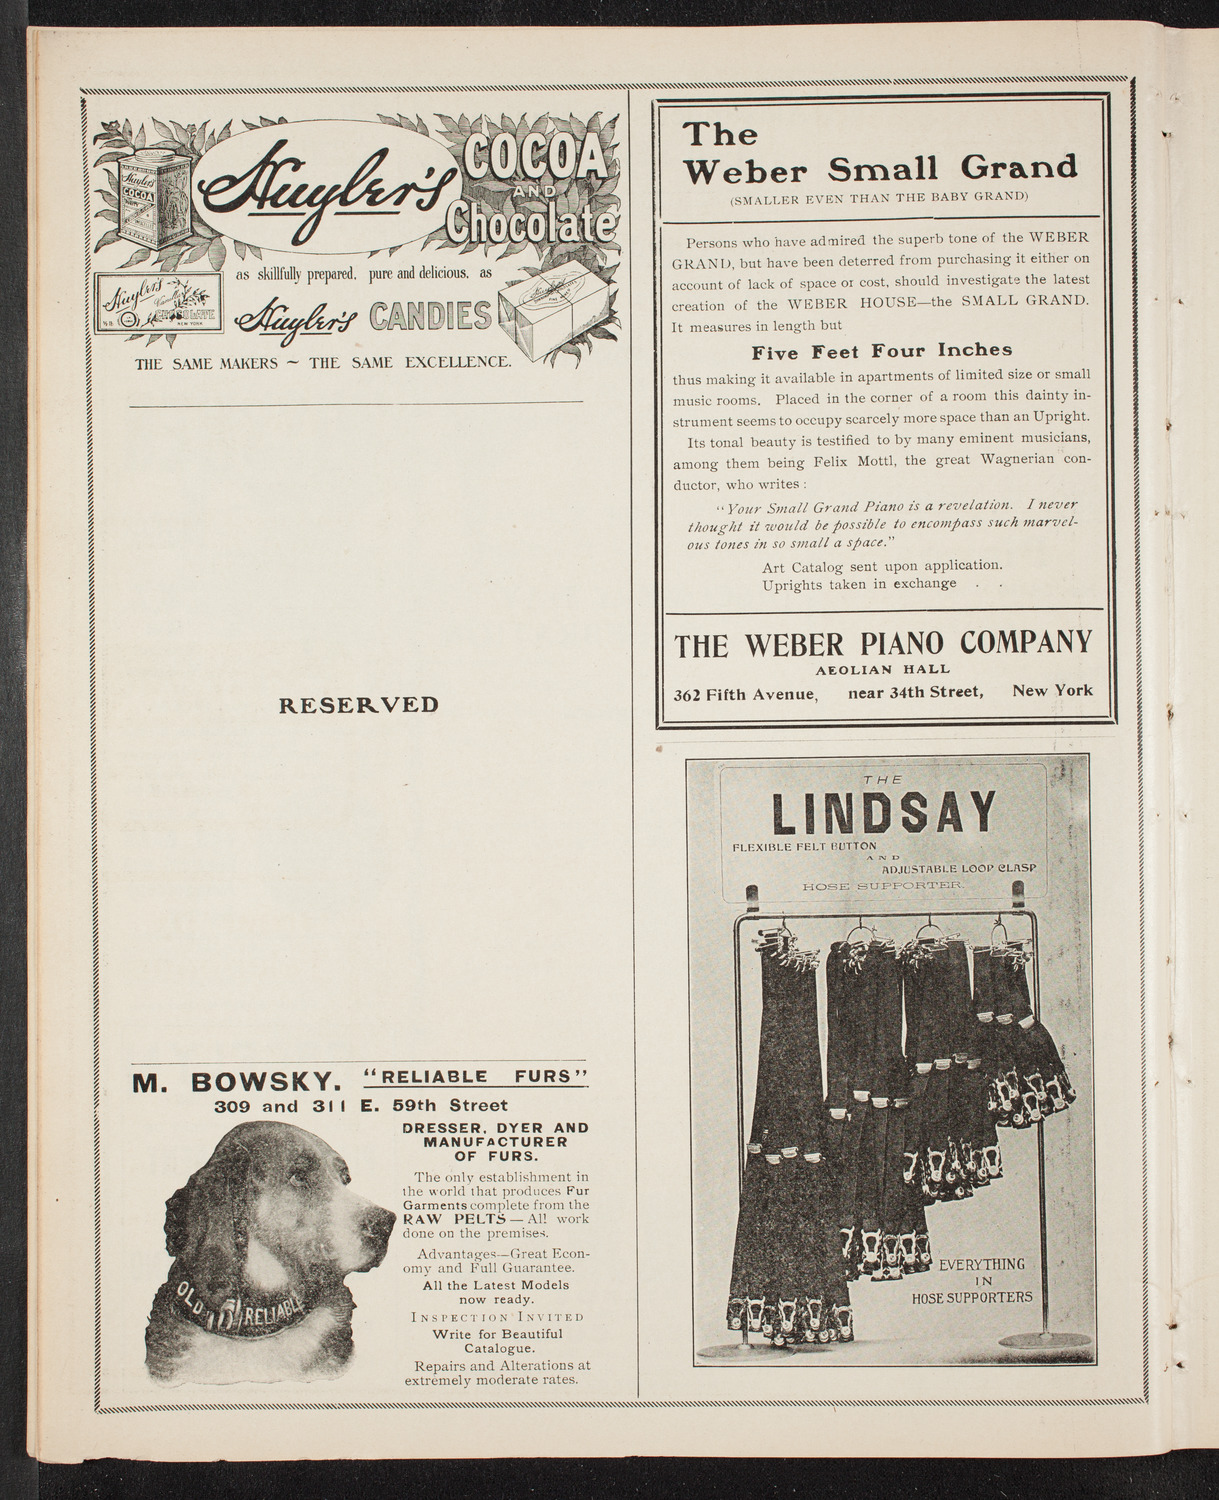 Huyler's COCOA
AND
Chocolate
Huyler's
COCOA
as skillfully prepared, pure and delicious, as
Huyler's
CHOCOLATE
NEW YORK
Huyler's CANDIES
THE SAME MAKERS ~ THE SAME EXCELLENCE.
RESERVED
M. BOWSKY. "RELIABLE FURS"
309 and 311 E. 59th Street
DRESSER, DYER AND
MANUFACTURER
OF FURS.
The only establishment in
the world that produces Fur
Garments complete from the
RAW PELTS — All work
done on the premises.
Advantages—Great Econ-
omy and Full Guarantee.
All the Latest Models
now ready.
INSPECTION INVITED
Write for Beautiful
Catalogue.
Repairs and Alterations at
extremely moderate rates.
OLD RELIABLE
The
Weber Small Grand
(SMALLER EVEN THAN THE BABY GRAND)
Persons who have admired the superb tone of the WEBER
GRAND, but have been deterred from purchasing it either on
account of lack of space or cost, should investigate the latest
creation of the WEBER HOUSE—the SMALL GRAND.
It measures in length but
Five Feet Four Inches
thus making it available in apartments of limited size or small
music rooms. Placed in the corner of a room this dainty in-
strument seems to occupy scarcely more space than an Upright.
Its tonal beauty is testified to by many eminent musicians,
among them being Felix Mottl, the great Wagnerian con-
ductor, who writes :
"Your Small Grand Piano is a revelation. I never
thought it would be possible to encompass such marvel-
ous tones in so small a space."
Art Catalog sent upon application.
Uprights taken in exchange . .
THE WEBER PIANO COMPANY
AEOLIAN HALL
362 Fifth Avenue, near 34th Street, New York
THE
LINDSAY
FLEXIBLE FELT BUTTON
AND
ADJUSTABLE LOOP CLASP
HOSE SUPPORTER.
EVERYTHING
IN
HOSE SUPPORTERS